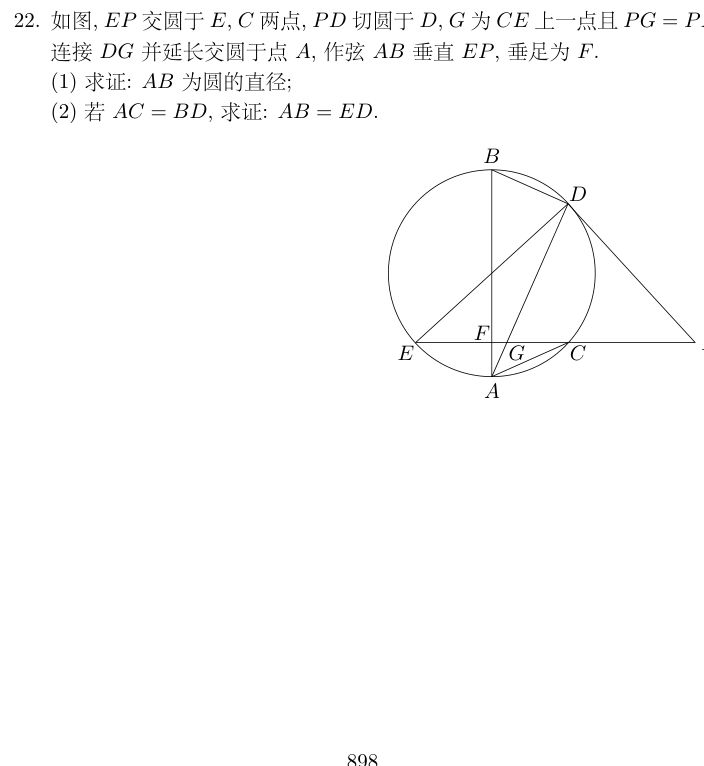 22. 如图, EP 交圆于 E, C 两点, PD 切圆于 D, G 为 CE 上一点且 PG = P
连接 DG 并延长交圆于点 A, 作弦 AB 垂直 EP, 垂足为 F.
(1) 求证: AB 为圆的直径;
(2) 若 AC = BD, 求证: AB = ED.
B
D
F
E
G
C
A
898